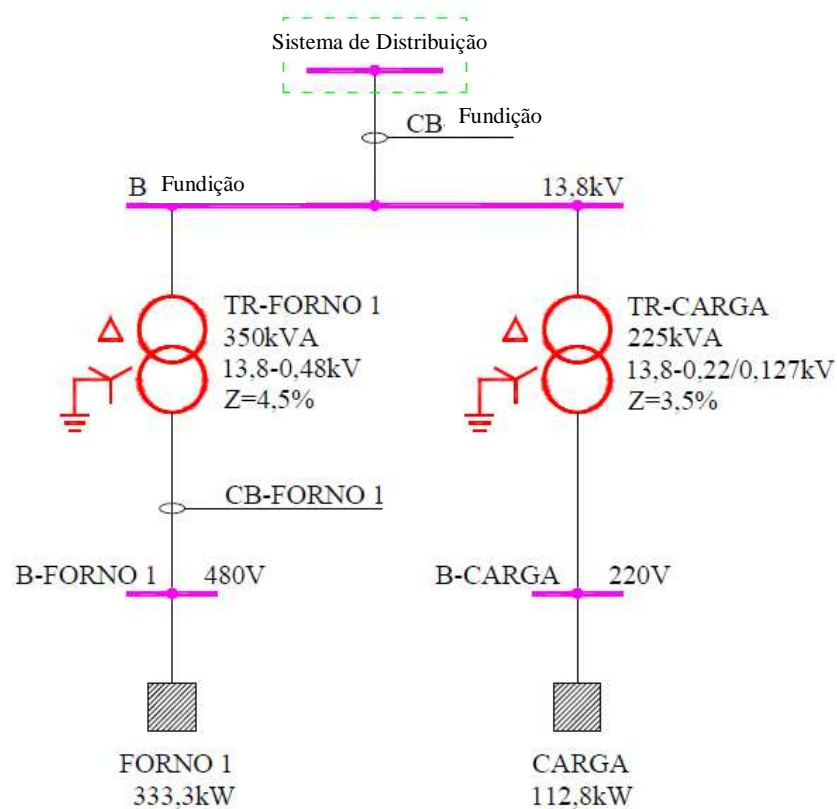 Sistema de Distribuição
CB Fundição
B Fundição 13,8kV
TR-FORNO 1
350kVA
13,8-0,48kV
Z=4,5%
TR-CARGA
225kVA
13,8-0,22/0,127kV
Z=3,5%
CB-FORNO 1
B-FORNO 1 480V
B-CARGA 220V
FORNO 1
333,3kW
CARGA
112,8kW